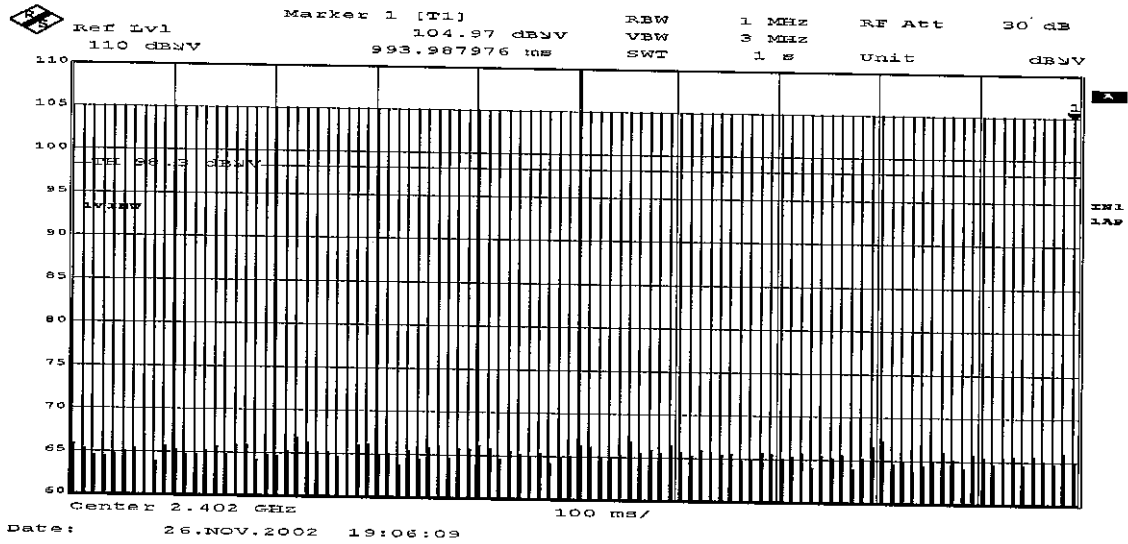 R S
Ref Lvl
110 dBµV
Marker 1 [T1]
104.97 dBµV
993.987976 ms
RBW 1 MHz
VBW 3 MHz
SWT 1 s
RF Att 30 dB
Unit dBµV
110
105
100
95
90
85
80
75
70
65
60
TH 98.3 dBµV
1VIEW
1
A
IN1
1AP
Center 2.402 GHz
100 ms/
Date: 26.NOV.2002 19:06:09